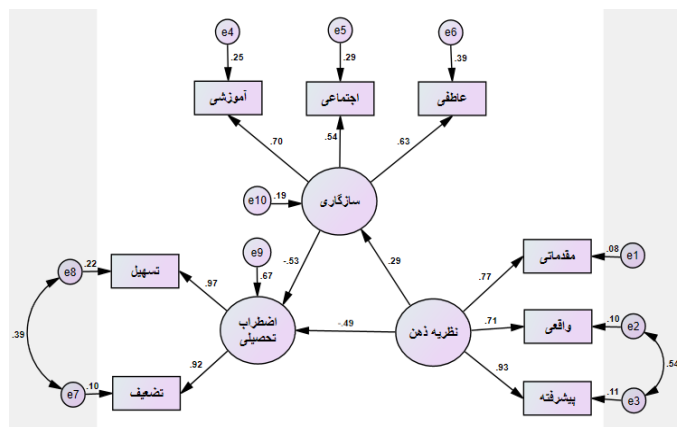 e4
e5
e6
.25
.29
.39
آموزشی
اجتماعی
عاطفی
.70
.54
.63
e10
.19
سازگاری
e9
.67
-.53
.29
e8
.22
تسهیل
.97
.39
اضطراب
تحصیلی
-.49
نظریه ذهن
.77
.71
.93
مقدماتی
.08
e1
واقعی
.10
e2
.54
پیشرفته
.11
e3
.92
e7
.10
تضعیف